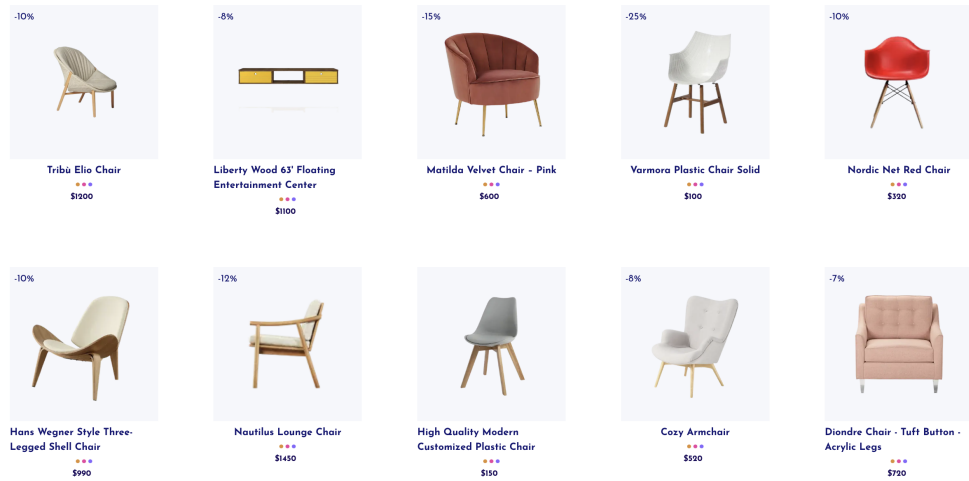 -10%
-8%
-15%
-25%
-10%
Tribù Elio Chair
$1200
Liberty Wood 63' Floating
Entertainment Center
$1100
Matilda Velvet Chair – Pink
$600
Varmora Plastic Chair Solid
$100
Nordic Net Red Chair
$320
-10%
-12%
-8%
-7%
Hans Wegner Style Three-
Legged Shell Chair
$990
Nautilus Lounge Chair
$1450
High Quality Modern
Customized Plastic Chair
$150
Cozy Armchair
$520
Diondre Chair - Tuft Button -
Acrylic Legs
$720